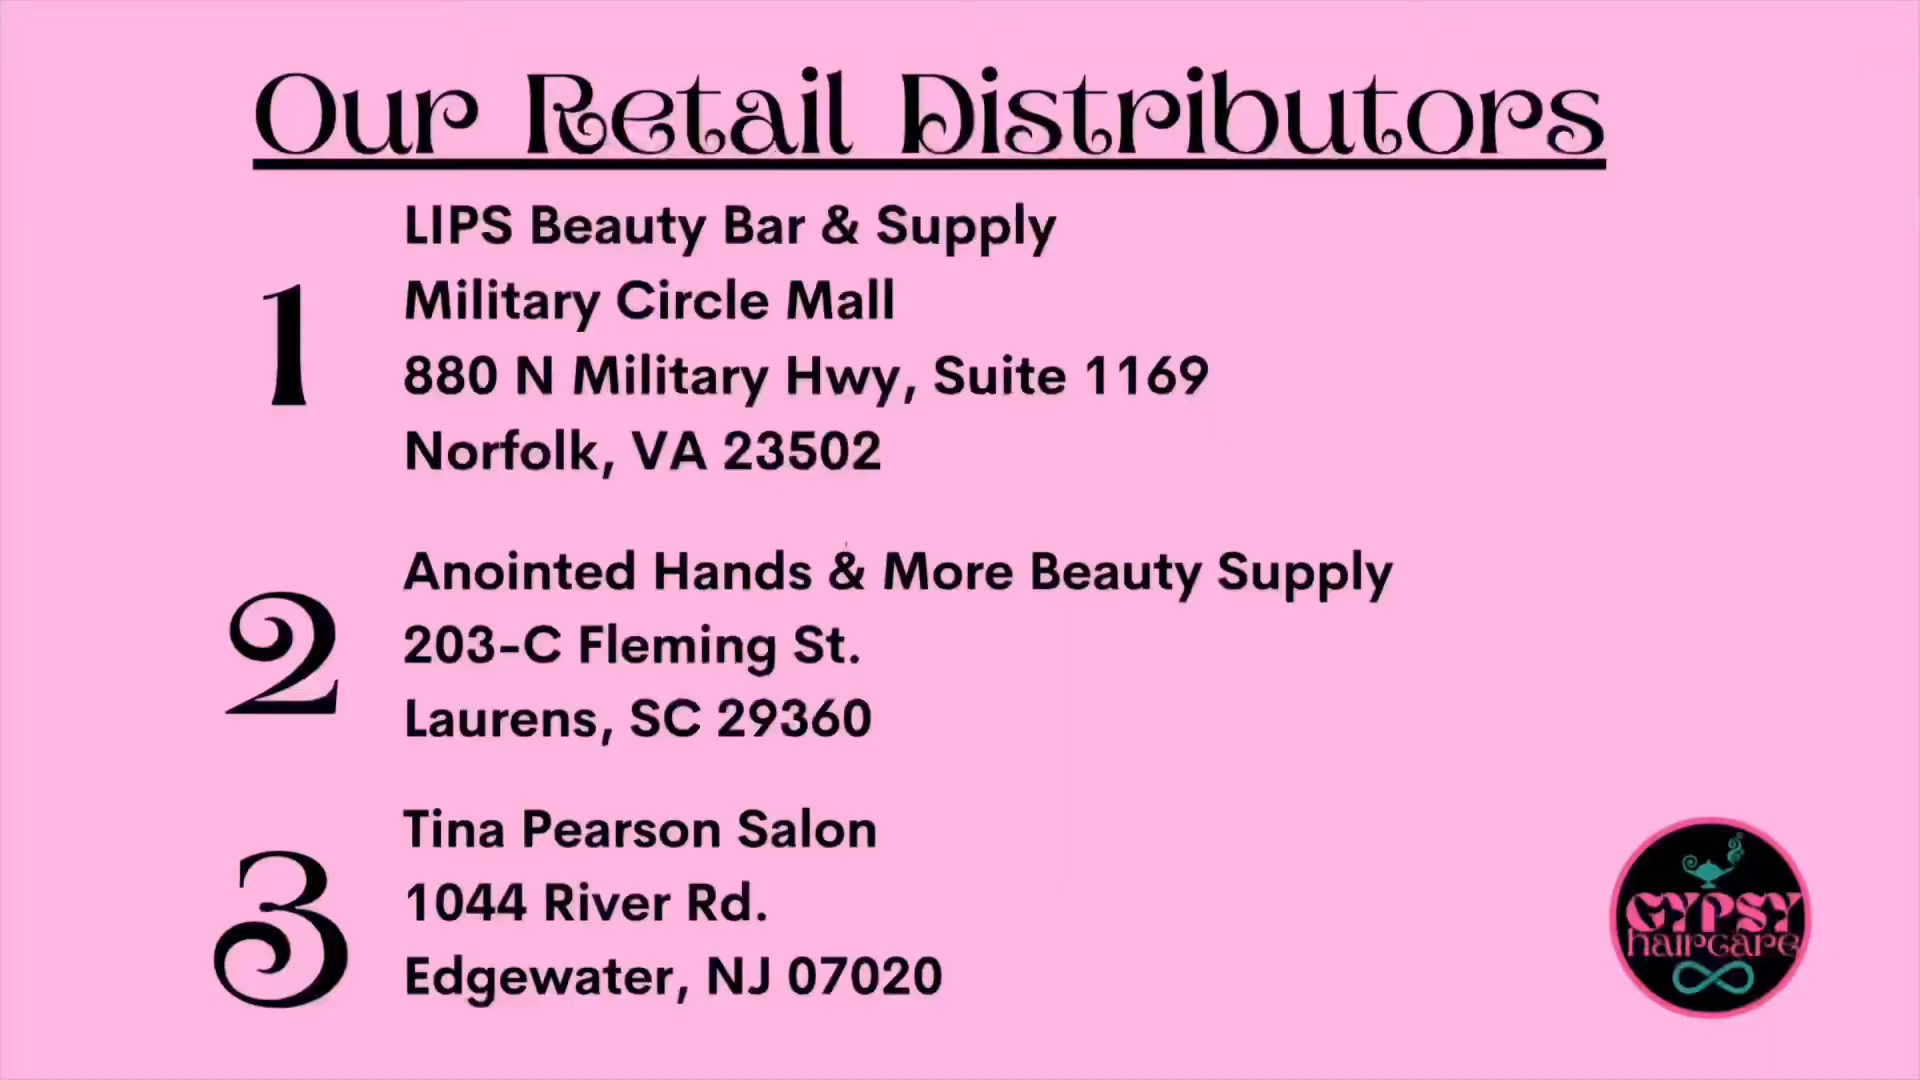 Our Retail Distributors
1
LIPS Beauty Bar & Supply
Military Circle Mall
880 N Military Hwy, Suite 1169
Norfolk, VA 23502
2
Anointed Hands & More Beauty Supply
203-C Fleming St.
Laurens, SC 29360
3
Tina Pearson Salon
1044 River Rd.
Edgewater, NJ 07020
GYPSY
haircare